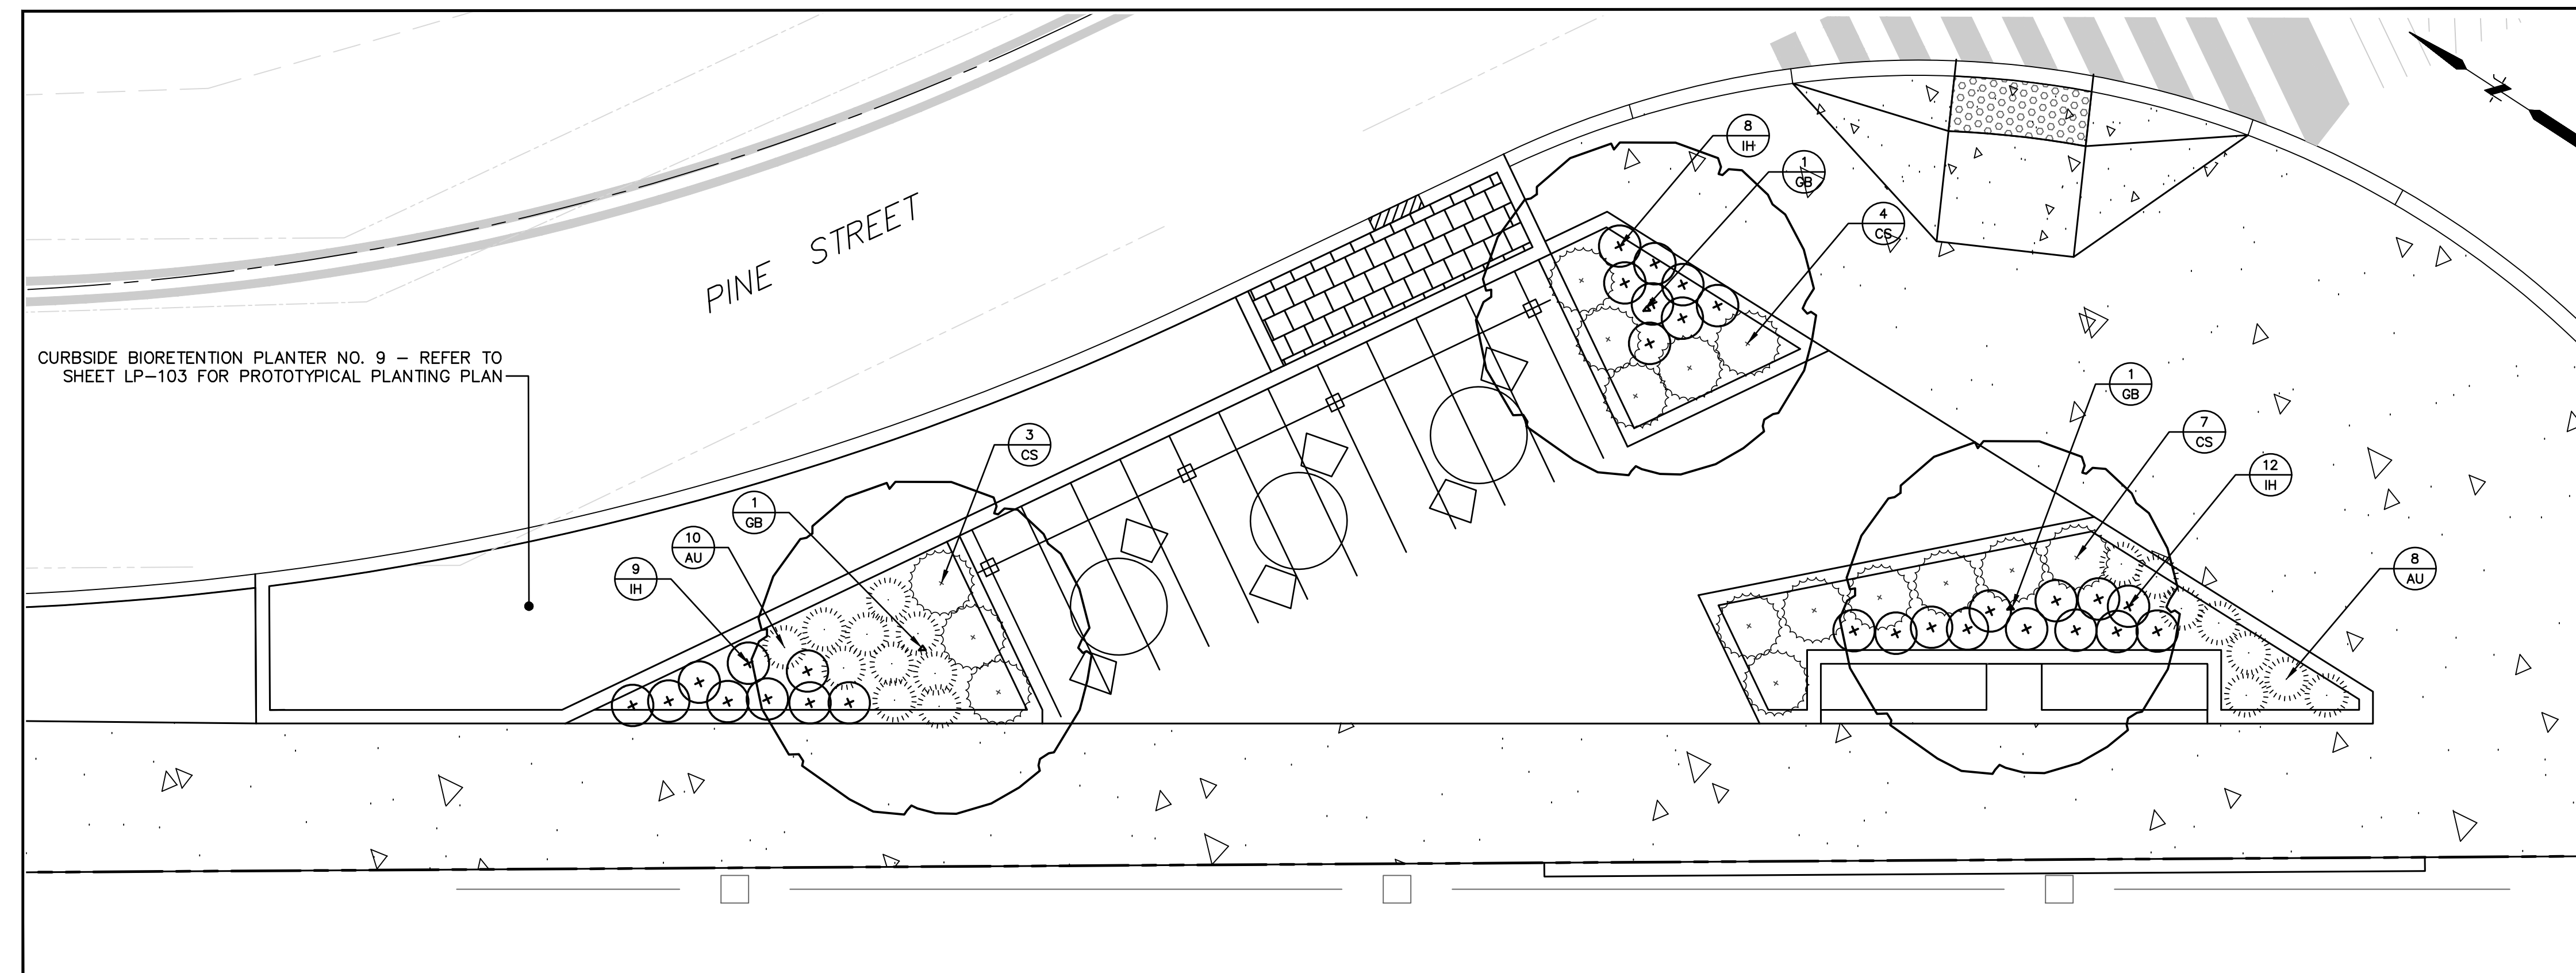 PINE STREET
CURBSIDE BIORETENTION PLANTER NO. 9 – REFER TO
SHEET LP–103 FOR PROTOTYPICAL PLANTING PLAN
8
IH
1
GB
4
CS
N
1
GB
7
CS
12
IH
8
AU
3
CS
1
GB
10
AU
9
IH